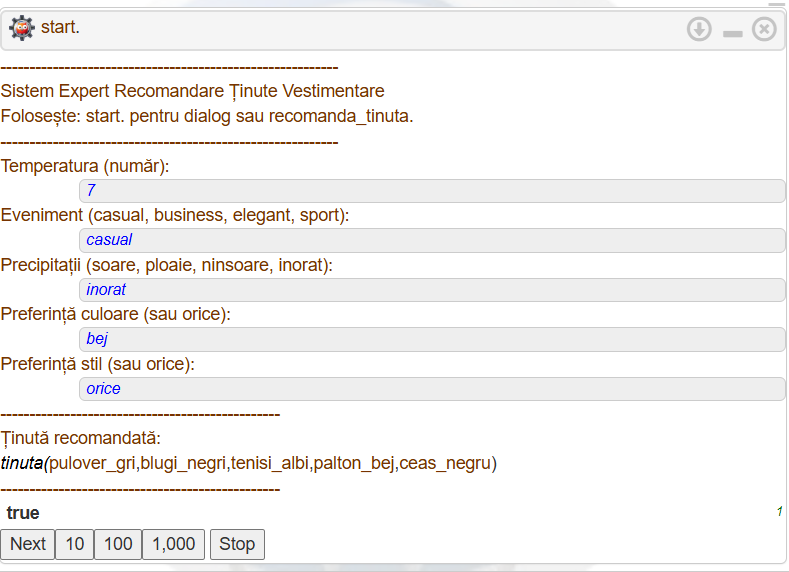 start.
---------------------------------------------------------
Sistem Expert Recomandare Ținute Vestimentare
Folosește: start. pentru dialog sau recomanda_tinuta.
---------------------------------------------------------
Temperatura (număr):
7
Eveniment (casual, business, elegant, sport):
casual
Precipitații (soare, ploaie, ninsoare, inorat):
inorat
Preferință culoare (sau orice):
bej
Preferință stil (sau orice):
orice
-----------------------------------------------
Ținută recomandată:
tinuta(pulover_gri,blugi_negri,tenisi_albi,palton_bej,ceas_negru)
-----------------------------------------------
true 1
Next 10 100 1,000 Stop